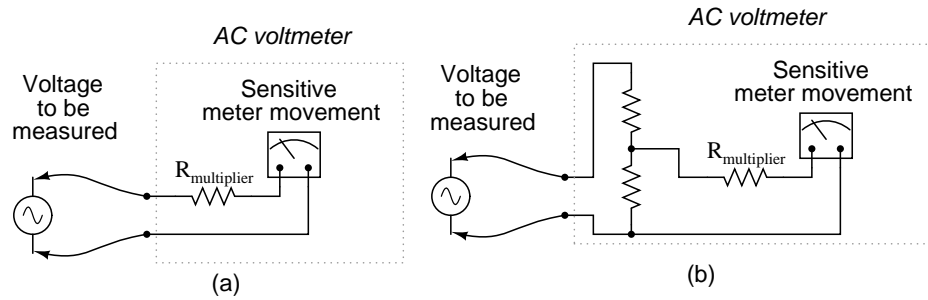 AC voltmeter
Voltage
to be
measured
Sensitive
meter movement
Rmultiplier
(a)
AC voltmeter
Voltage
to be
measured
Sensitive
meter movement
Rmultiplier
(b)